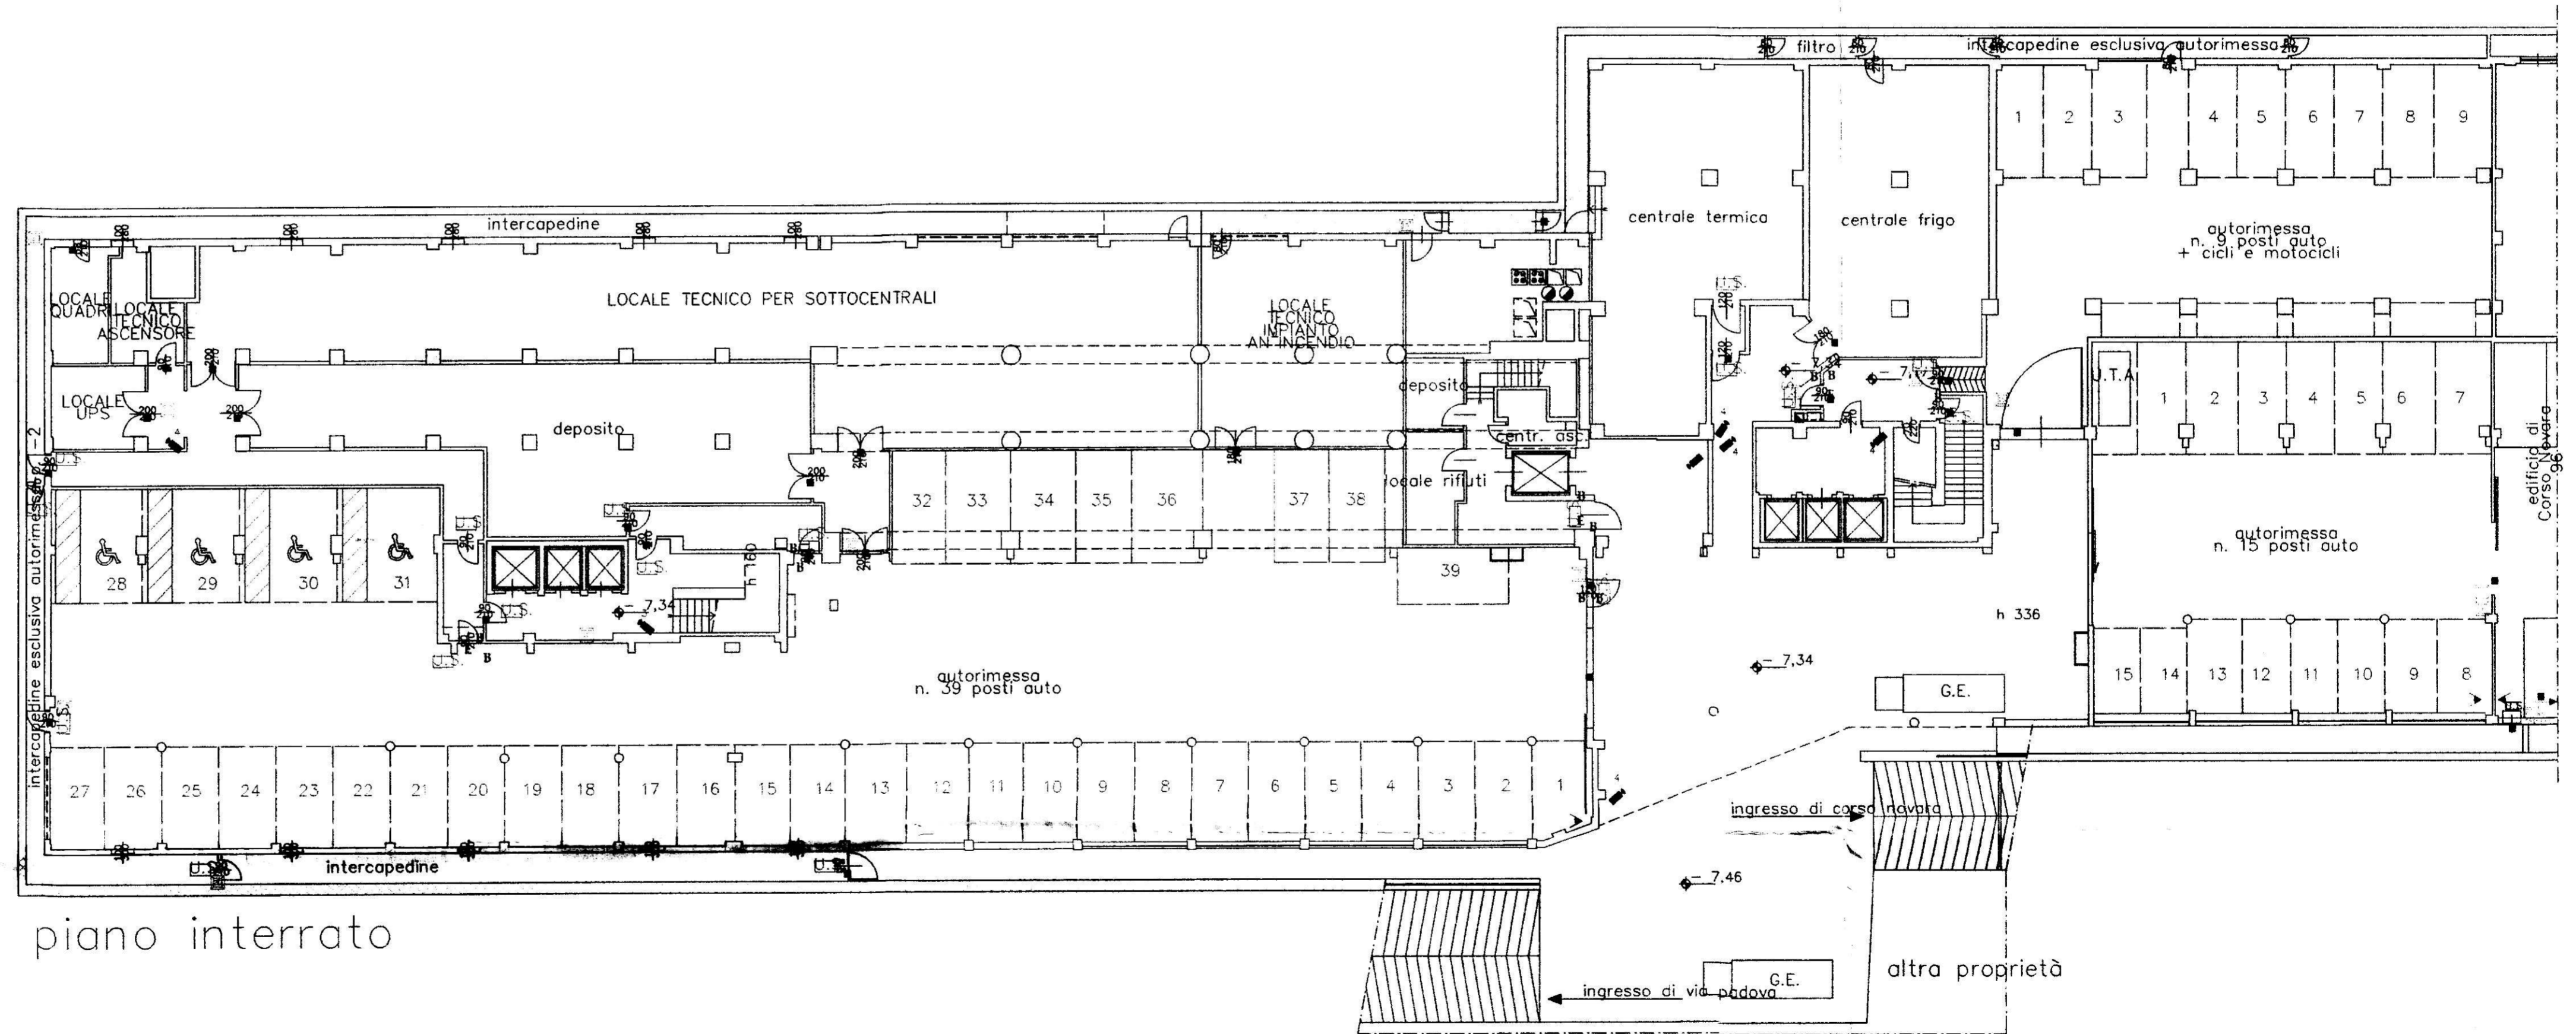 filtro
intercapedine esclusiva autorimessa
1 2 3 4 5 6 7 8 9
intercapedine
centrale termica
centrale frigo
autorimessa
n. 9 posti auto
+ cicli e motocicli
LOCALE
QUADRI
LOCALE
TECNICO
ASCENSORE
LOCALE TECNICO PER SOTTOCENTRALI
LOCALE
TECNICO
IMPIANTO
AN INCENDIO
LOCALE
UPS
deposito
deposito
centr. asc.
locale rifiuti
U.S.
U.T.A
1 2 3 4 5 6 7
edificio di
Corso Novara
96
intercapedine esclusiva autorimessa
28 29 30 31
32 33 34 35 36 37 38
39
h 160
- 7,34
autorimessa
n. 15 posti auto
h 336
- 7,34
autorimessa
n. 39 posti auto
G.E.
15 14 13 12 11 10 9 8
27 26 25 24 23 22 21 20 19 18 17 16 15 14 13 12 11 10 9 8 7 6 5 4 3 2 1
ingresso di corso novara
intercapedine
- 7.46
piano interrato
altra proprietà
G.E.
ingresso di via padova